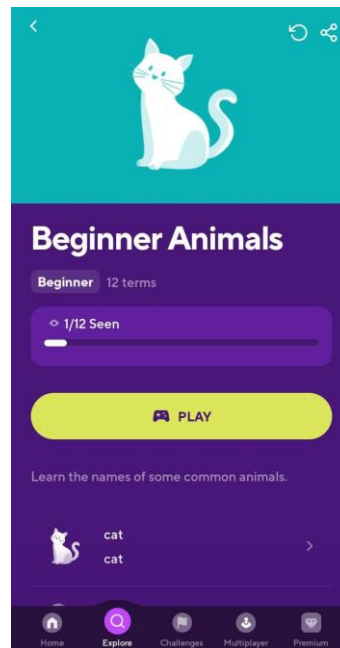 Beginner Animals
Beginner 12 terms
1/12 Seen
PLAY
Learn the names of some common animals.
cat
cat
Home Explore Challenges Multiplayer Premium